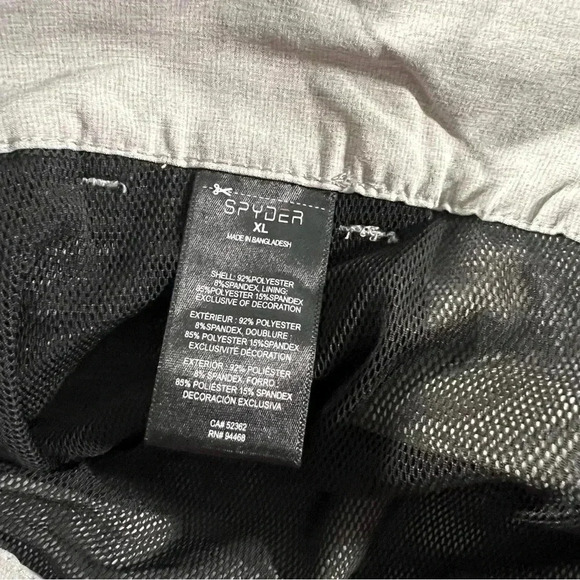 SPYDER
XL
MADE IN BANGLADESH
SHELL: 92%POLYESTER
8%SPANDEX, LINING:
85%POLYESTER 15%SPANDEX
EXCLUSIVE OF DECORATION
EXTÉRIEUR : 92% POLYESTER
8%SPANDEX, DOUBLURE :
85% POLYESTER 15%SPANDEX
EXCLUSIVITÉ DÉCORATION
EXTERIOR: 92% POLIÉSTER
8% SPANDEX, FORRO :
85% POLIÉSTER 15% SPANDEX
DECORACIÓN EXCLUSIVA
CA# 52362
RN# 94468